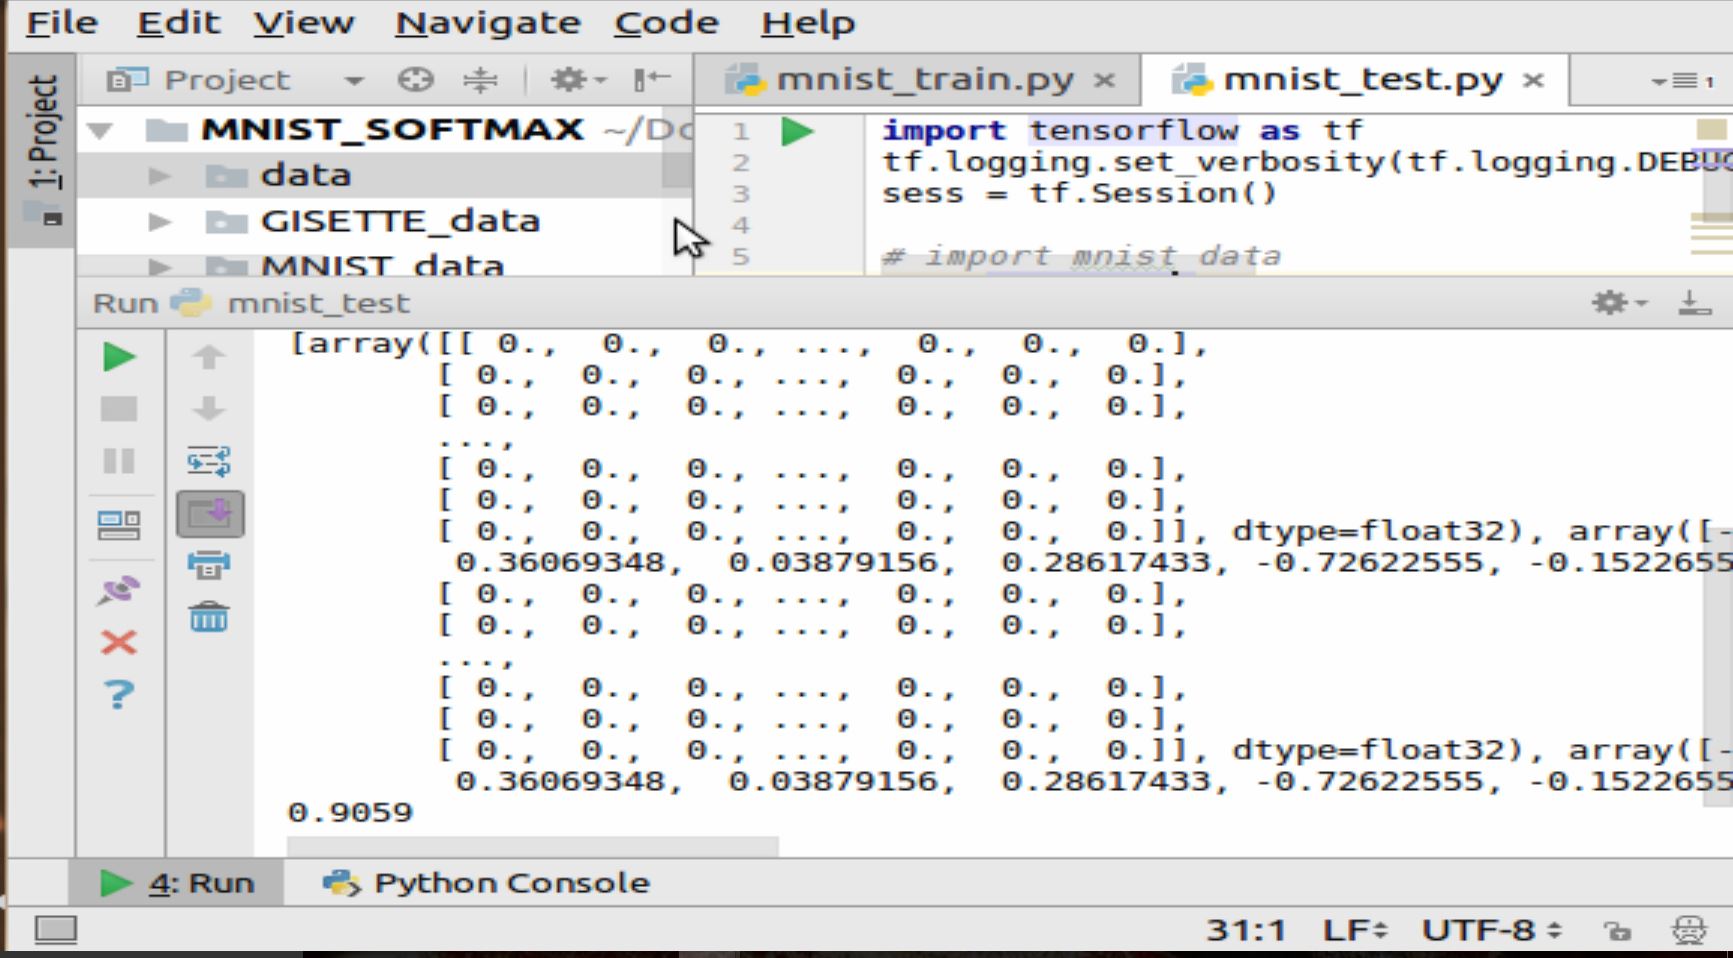 File Edit View Navigate Code Help
1: Project
Project
mnist_train.py
mnist_test.py
1
MNIST_SOFTMAX ~/Do
data
GISETTE_data
MNIST_data
1 import tensorflow as tf
2 tf.logging.set_verbosity(tf.logging.DEBUG
3 sess = tf.Session()
4
5 # import mnist data
Run mnist_test
[array([[ 0., 0., 0., ..., 0., 0., 0.],
[ 0., 0., 0., ..., 0., 0., 0.],
[ 0., 0., 0., ..., 0., 0., 0.],
...,
[ 0., 0., 0., ..., 0., 0., 0.],
[ 0., 0., 0., ..., 0., 0., 0.],
[ 0., 0., 0., ..., 0., 0., 0.]], dtype=float32), array([-
0.36069348, 0.03879156, 0.28617433, -0.72622555, -0.1522655
[ 0., 0., 0., ..., 0., 0., 0.],
[ 0., 0., 0., ..., 0., 0., 0.],
...,
[ 0., 0., 0., ..., 0., 0., 0.],
[ 0., 0., 0., ..., 0., 0., 0.],
[ 0., 0., 0., ..., 0., 0., 0.]], dtype=float32), array([-
0.36069348, 0.03879156, 0.28617433, -0.72622555, -0.1522655
0.9059
4: Run Python Console
31:1 LF UTF-8